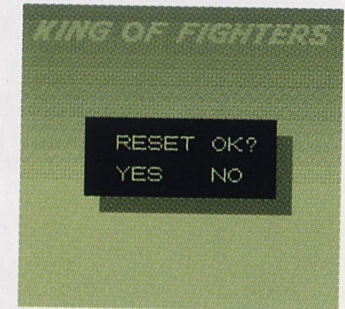 KING OF FIGHTERS
RESET OK?
YES NO